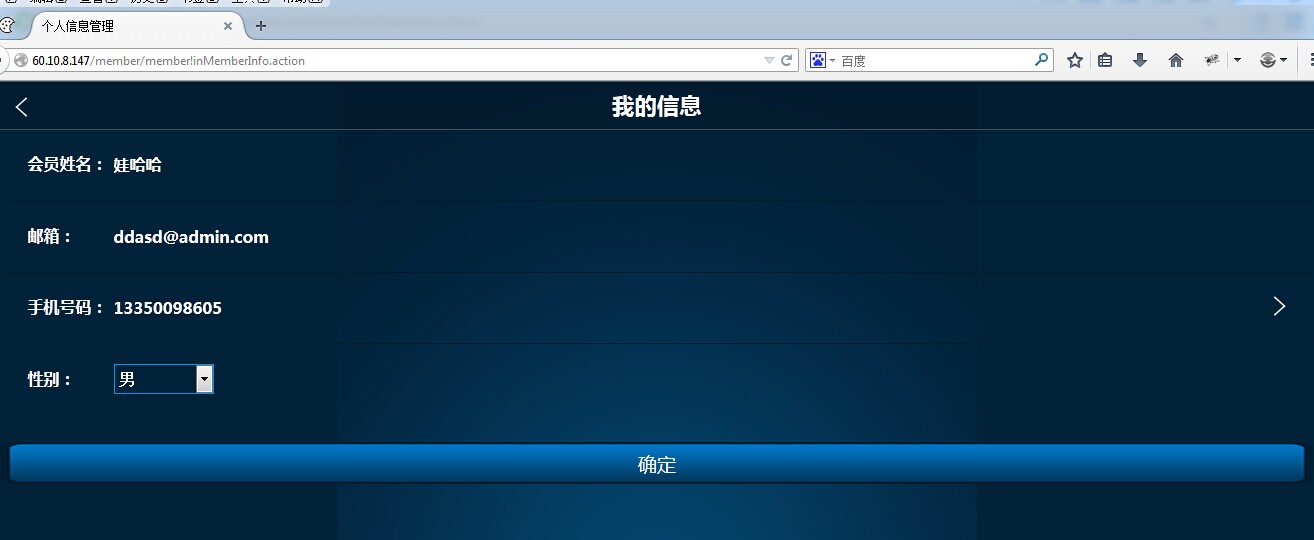 个人信息管理
60.10.8.147/member/member!inMemberInfo.action
百度
我的信息
会员姓名： 娃哈哈
邮箱： ddasd@admin.com
手机号码： 13350098605
性别： 男
确定